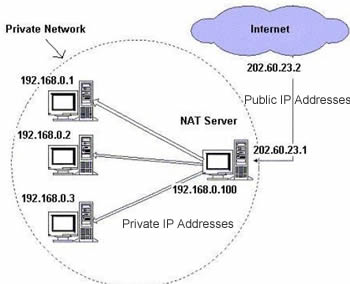 Private Network
Internet
192.168.0.1
202.60.23.2
Public IP Addresses
NAT Server
192.168.0.2
202.60.23.1
192.168.0.100
192.168.0.3
Private IP Addresses